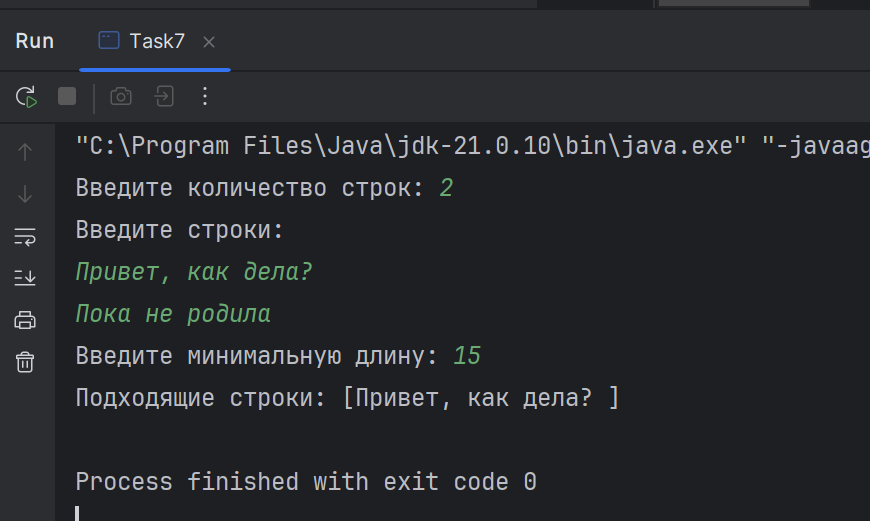 Run Task7
"C:\Program Files\Java\jdk-21.0.10\bin\java.exe" "-javaag
Введите количество строк: 2
Введите строки:
Привет, как дела?
Пока не родила
Введите минимальную длину: 15
Подходящие строки: [Привет, как дела? ]
Process finished with exit code 0